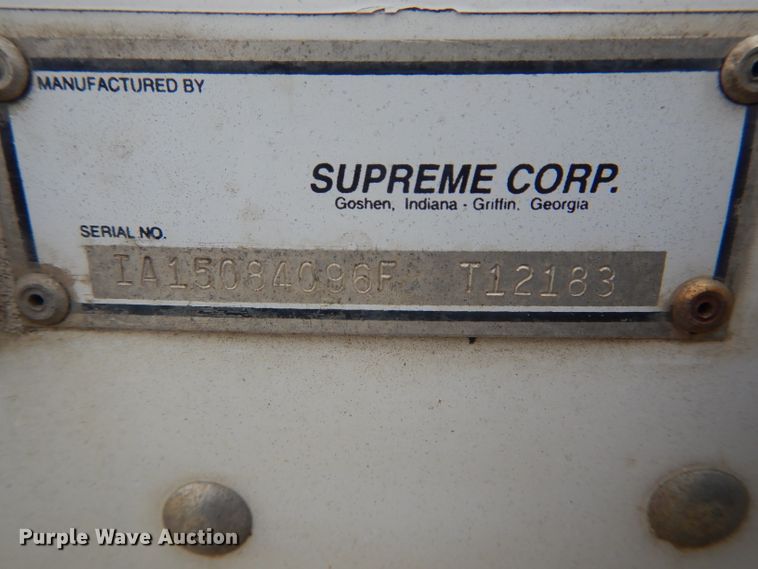 MANUFACTURED BY
SUPREME CORP.
Goshen, Indiana - Griffin, Georgia
SERIAL NO.
IA15084096F T12183
Purple Wave Auction